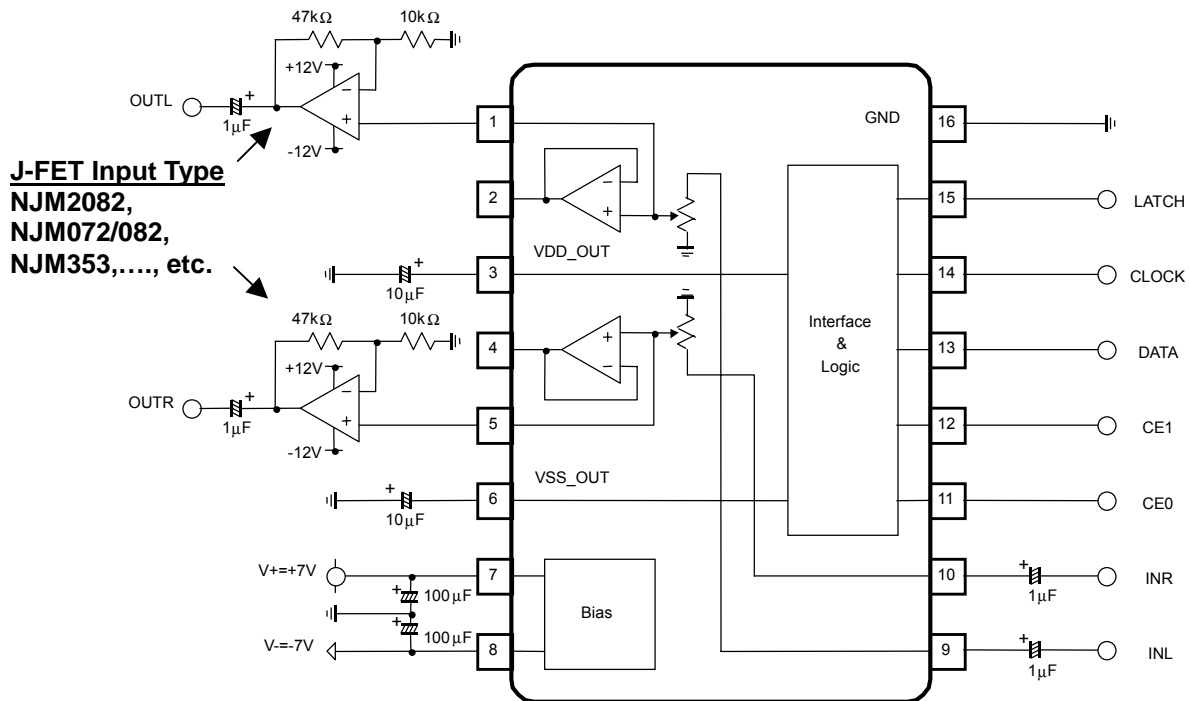 47kΩ 10kΩ
+12V
OUTL
+
−
+
1μF
-12V
J-FET Input Type
NJM2082,
NJM072/082,
NJM353,...., etc.
47kΩ 10kΩ
+12V
OUTR
+
−
+
1μF
-12V
+
10μF
+
10μF
V+=+7V
+
100μF
+
100μF
V-=-7V
1
2
3
4
5
6
7
8
−
+
VDD_OUT
+
−
VSS_OUT
Bias
Interface
&
Logic
GND
16
15
14
13
12
11
10
9
LATCH
CLOCK
DATA
CE1
CE0
+
1μF
INR
+
1μF
INL